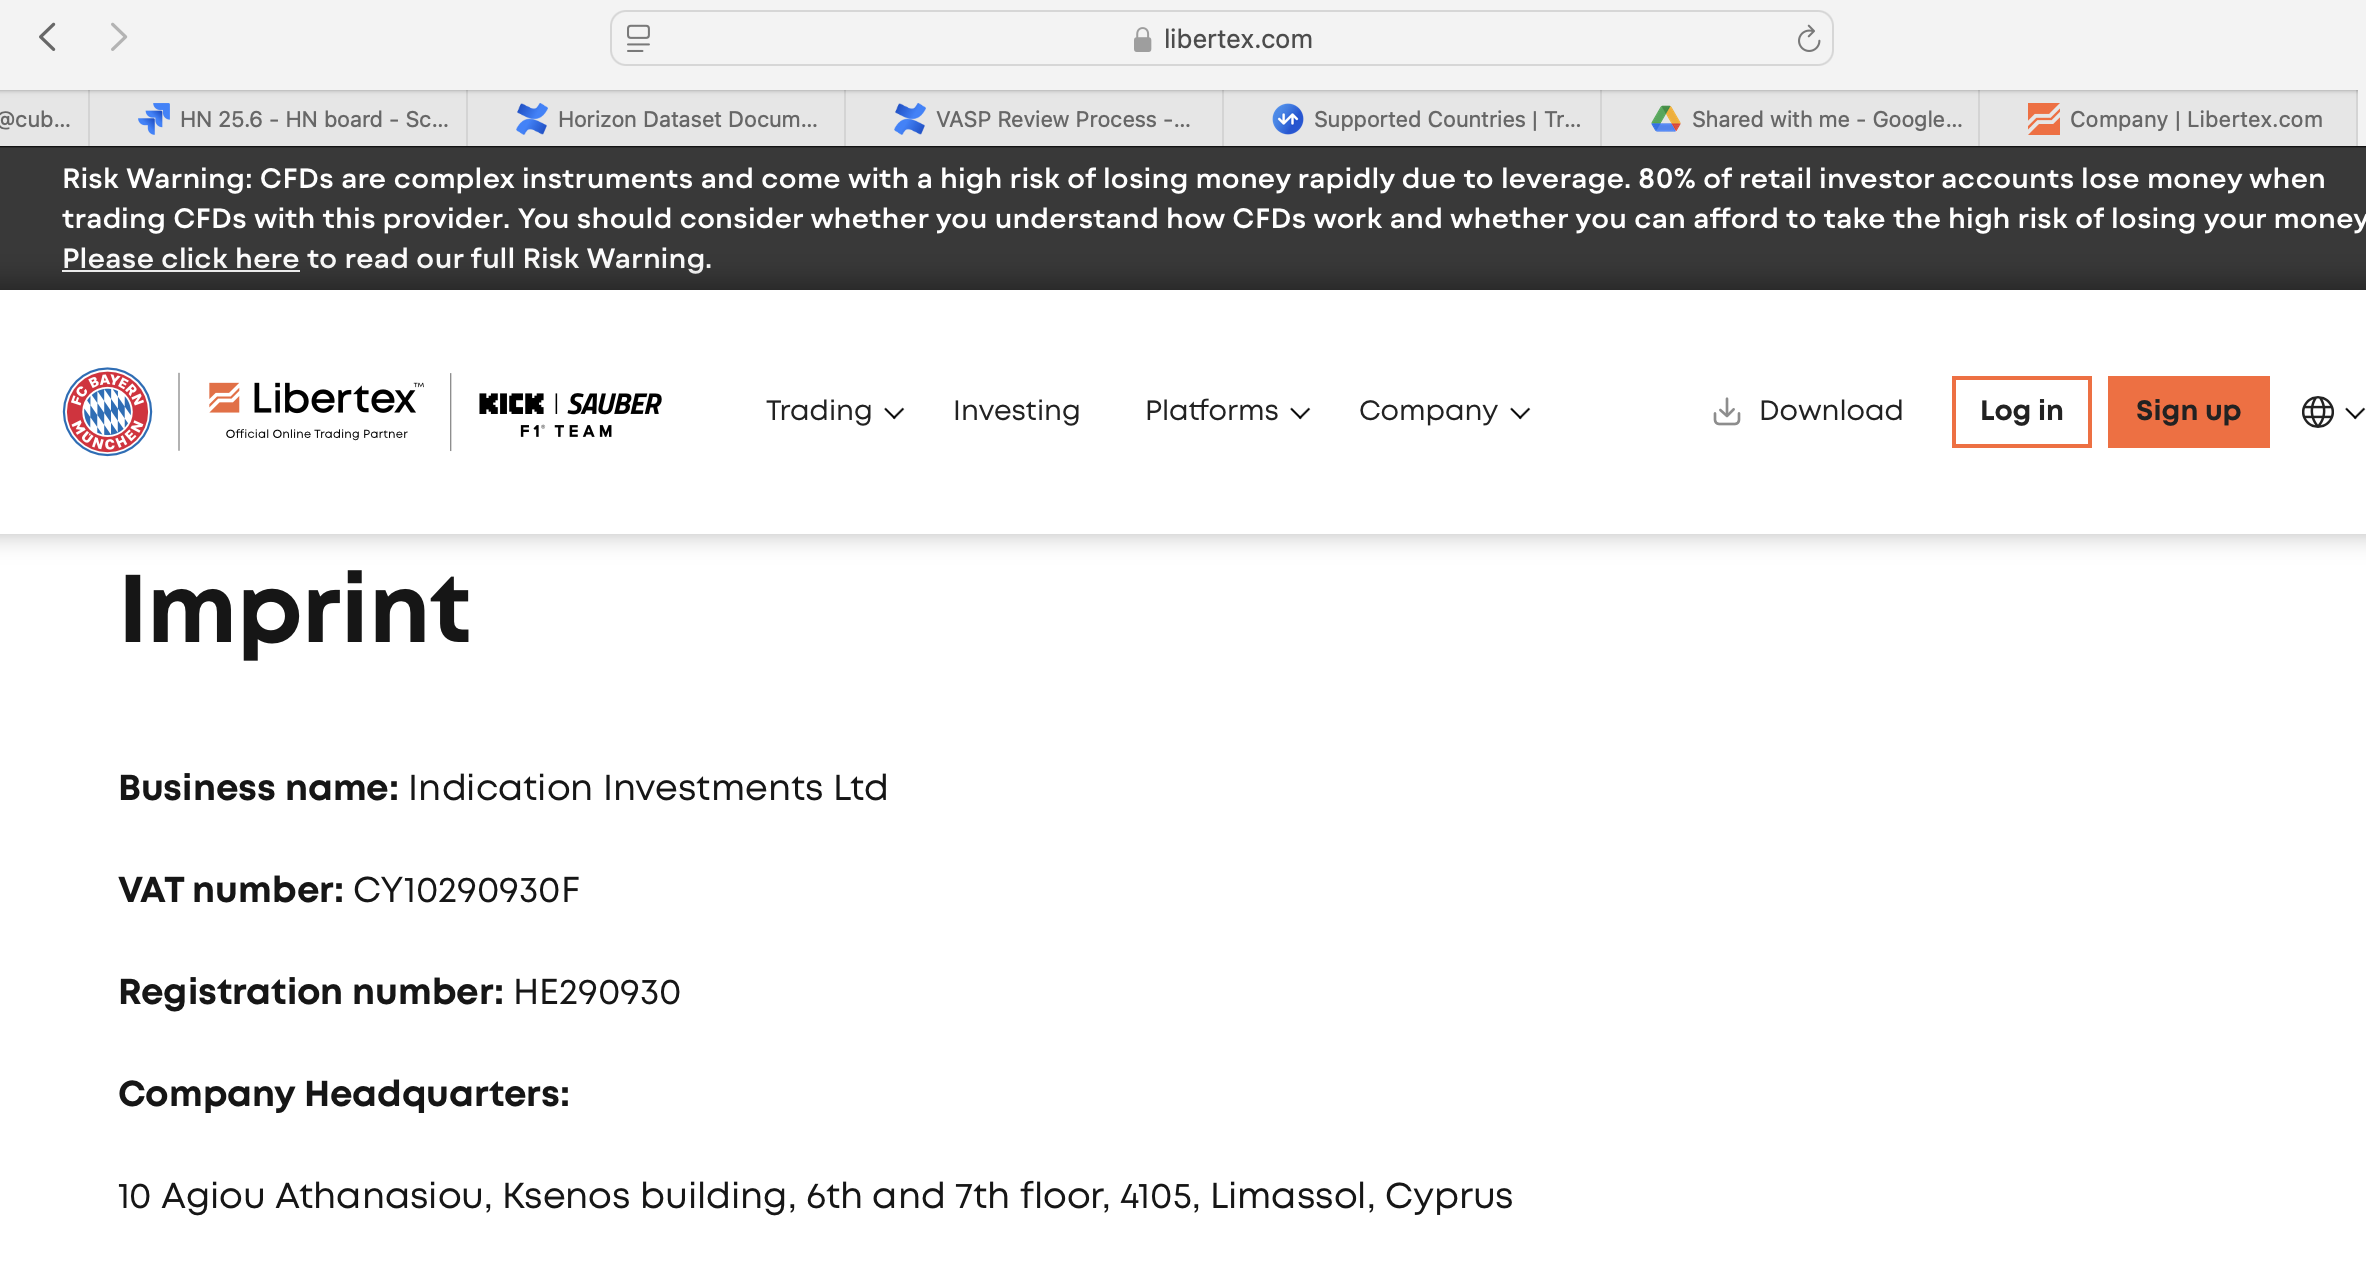 libertex.com
@cub...
HN 25.6 - HN board - Sc...
Horizon Dataset Docum...
VASP Review Process -...
Supported Countries | Tr...
Shared with me - Google...
Company | Libertex.com
Risk Warning: CFDs are complex instruments and come with a high risk of losing money rapidly due to leverage. 80% of retail investor accounts lose money when
trading CFDs with this provider. You should consider whether you understand how CFDs work and whether you can afford to take the high risk of losing your money
Please click here to read our full Risk Warning.
FC BAYERN MÜNCHEN
Libertex™
Official Online Trading Partner
KICK | SAUBER
F1® TEAM
Trading
Investing
Platforms
Company
Download
Log in
Sign up
Imprint
Business name: Indication Investments Ltd
VAT number: CY10290930F
Registration number: HE290930
Company Headquarters:
10 Agiou Athanasiou, Ksenos building, 6th and 7th floor, 4105, Limassol, Cyprus